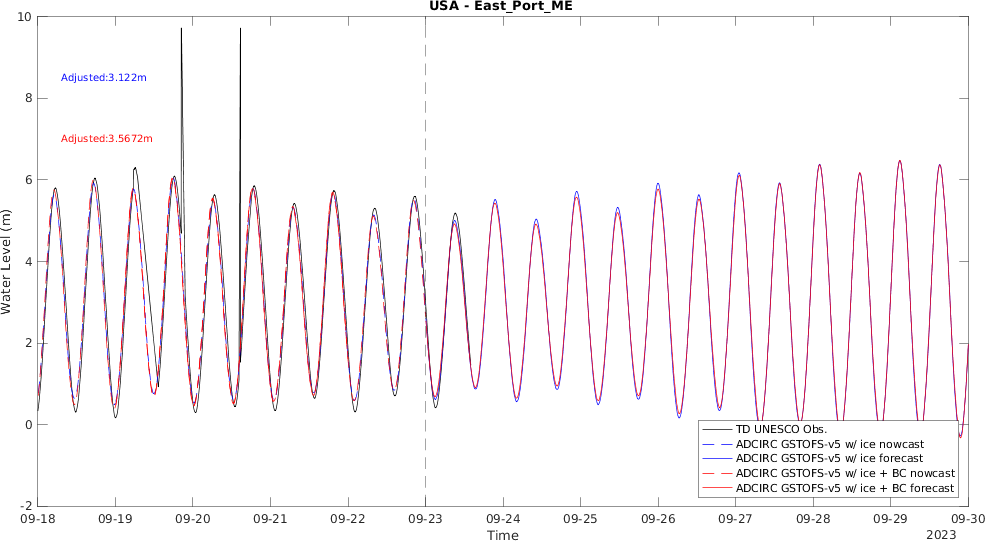 USA - East_Port_ME
10
8
6
4
2
0
-2
Water Level (m)
Adjusted:3.122m
Adjusted:3.5672m
TD UNESCO Obs.
ADCIRC GSTOFS-v5 w/ ice nowcast
ADCIRC GSTOFS-v5 w/ ice forecast
ADCIRC GSTOFS-v5 w/ ice + BC nowcast
ADCIRC GSTOFS-v5 w/ ice + BC forecast
09-18 09-19 09-20 09-21 09-22 09-23 09-24 09-25 09-26 09-27 09-28 09-29 09-30
Time
2023